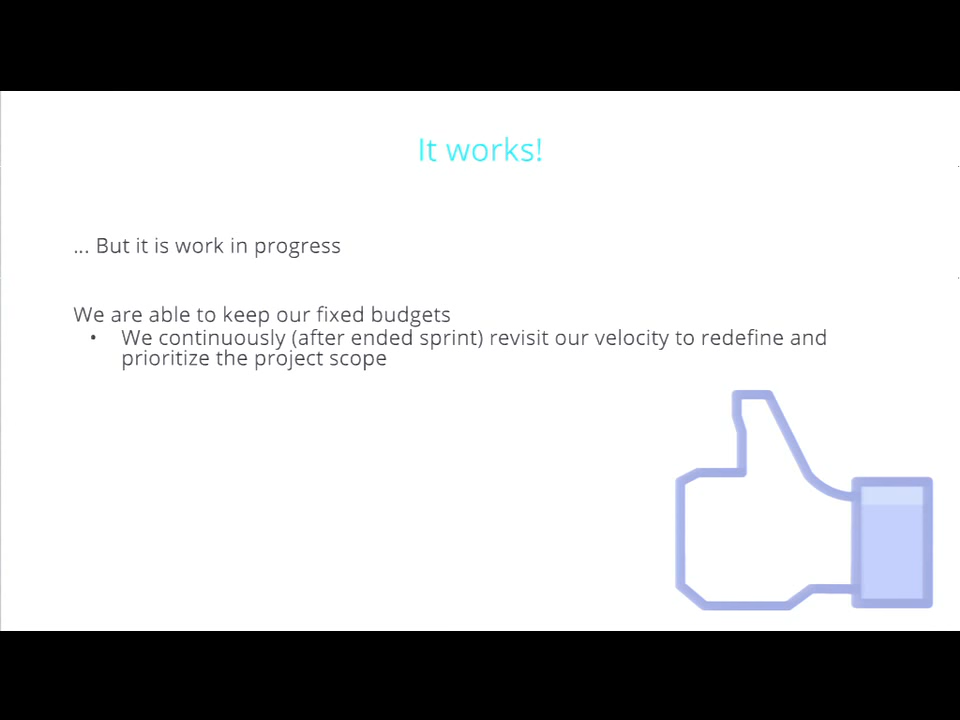 It works!
... But it is work in progress
We are able to keep our fixed budgets
• We continuously (after ended sprint) revisit our velocity to redefine and
prioritize the project scope